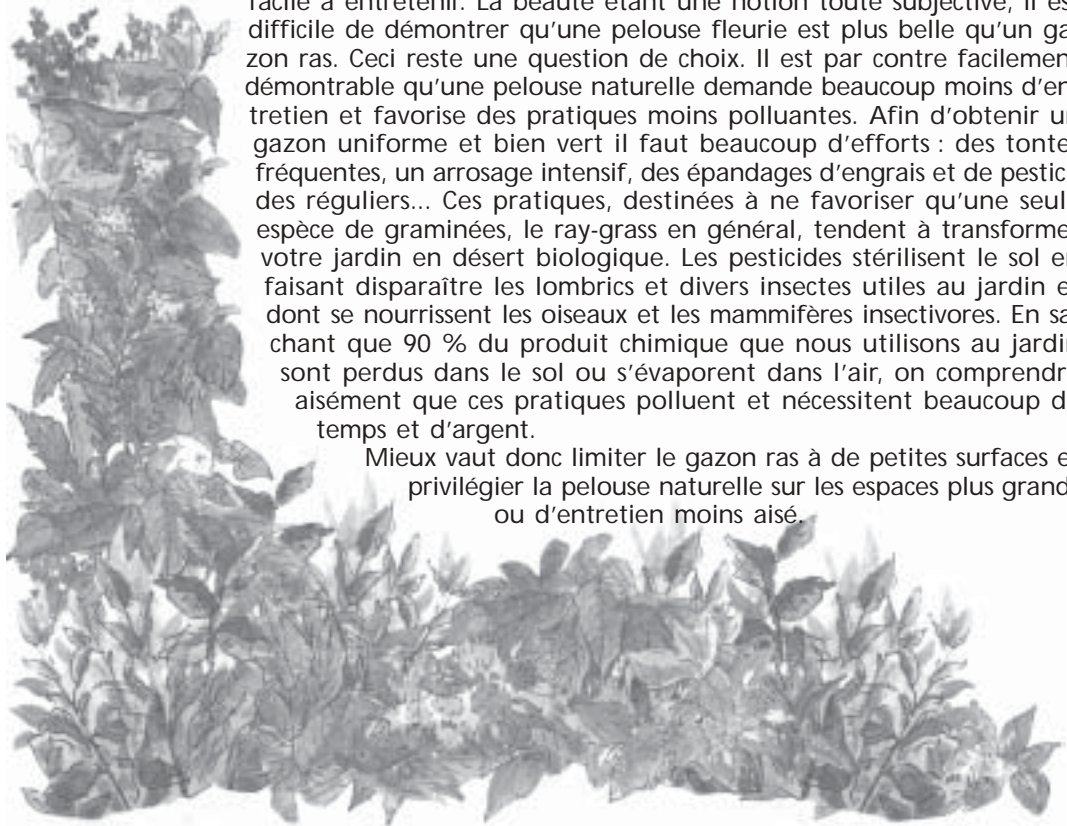 facile à entretenir. La beauté étant une notion toute subjective, il es
difficile de démontrer qu'une pelouse fleurie est plus belle qu'un ga
zon ras. Ceci reste une question de choix. Il est par contre facilemen
démontrable qu'une pelouse naturelle demande beaucoup moins d'en
tretien et favorise des pratiques moins polluantes. Afin d'obtenir u
gazon uniforme et bien vert il faut beaucoup d'efforts : des tonte
fréquentes, un arrosage intensif, des épandages d'engrais et de pestic
des réguliers... Ces pratiques, destinées à ne favoriser qu'une seul
espèce de graminées, le ray-grass en général, tendent à transforme
votre jardin en désert biologique. Les pesticides stérilisent le sol e
faisant disparaître les lombrics et divers insectes utiles au jardin e
dont se nourrissent les oiseaux et les mammifères insectivores. En sa
chant que 90 % du produit chimique que nous utilisons au jardi
sont perdus dans le sol ou s'évaporent dans l'air, on comprendr
aisément que ces pratiques polluent et nécessitent beaucoup d
temps et d'argent.
Mieux vaut donc limiter le gazon ras à de petites surfaces e
privilégier la pelouse naturelle sur les espaces plus grand
ou d'entretien moins aisé.